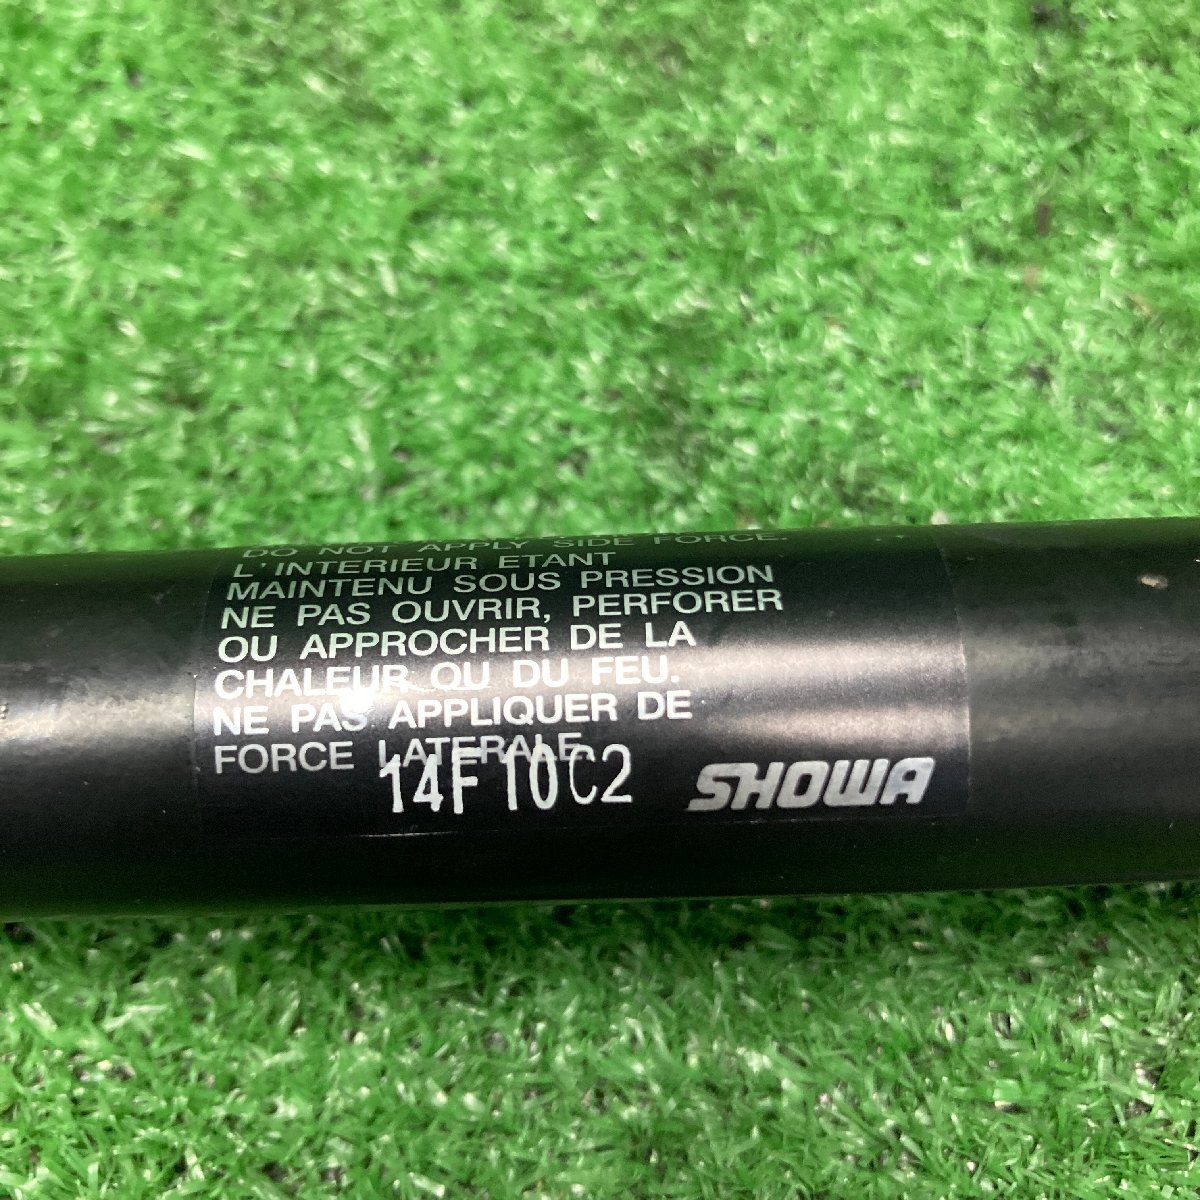 DO NOT APPLY SIDE FORCE.
L'INTERIEUR ETANT
MAINTENU SOUS PRESSION
NE PAS OUVRIR, PERFORER
OU APPROCHER DE LA
CHALEUR OU DU FEU.
NE PAS APPLIQUER DE
FORCE LATERALE.
14F10C2 SHOWA